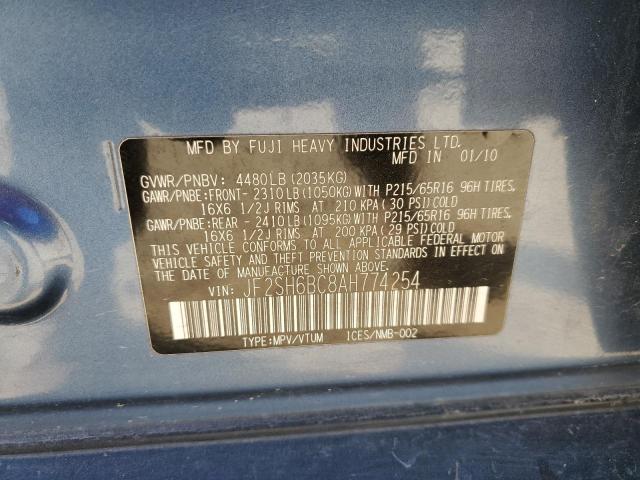 MFD BY FUJI HEAVY INDUSTRIES LTD.
MFD IN 01/10
GVWR/PNBV: 4480LB (2035KG)
GAWR/PNBE:FRONT-2310LB(1050KG)WITH P215/65R16 96H TIRES,
16X6 1/2J RIMS AT 210 KPA ( 30 PSI)COLD
GAWR/PNBE:REAR -2410LB(1095KG)WITH P215/65R16 96H TIRES,
16X6 1/2J RIMS AT 200 KPA ( 29 PSI)COLD
THIS VEHICLE CONFORMS TO ALL APPLICABLE FEDERAL MOTOR
VEHICLE SAFETY AND THEFT PREVENTION STANDARDS IN EFFECT ON
THE DATE OF MANUFACTURE SHOWN ABOVE.
VIN: JF2SH6BC8AH774254
TYPE:MPV/VTUM ICES/NMB-002